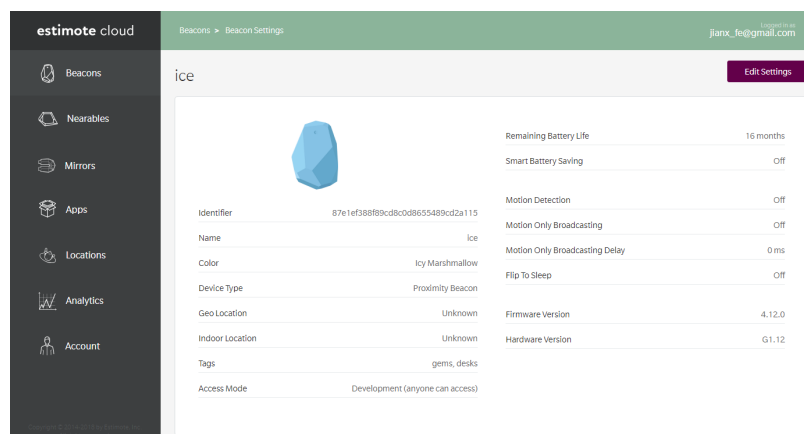 estimote cloud
Beacons > Beacon Settings
Logged in as
jianx_fe@gmail.com
Beacons
Nearables
Mirrors
Apps
Locations
Analytics
Account
ice
Edit Settings
Identifier 87e1ef388f89cd8c0d8655489cd2a115
Name ice
Color Icy Marshmallow
Device Type Proximity Beacon
Geo Location Unknown
Indoor Location Unknown
Tags gems, desks
Access Mode Development (anyone can access)
Remaining Battery Life 16 months
Smart Battery Saving Off
Motion Detection Off
Motion Only Broadcasting Off
Motion Only Broadcasting Delay 0 ms
Flip To Sleep Off
Firmware Version 4.12.0
Hardware Version G1.12